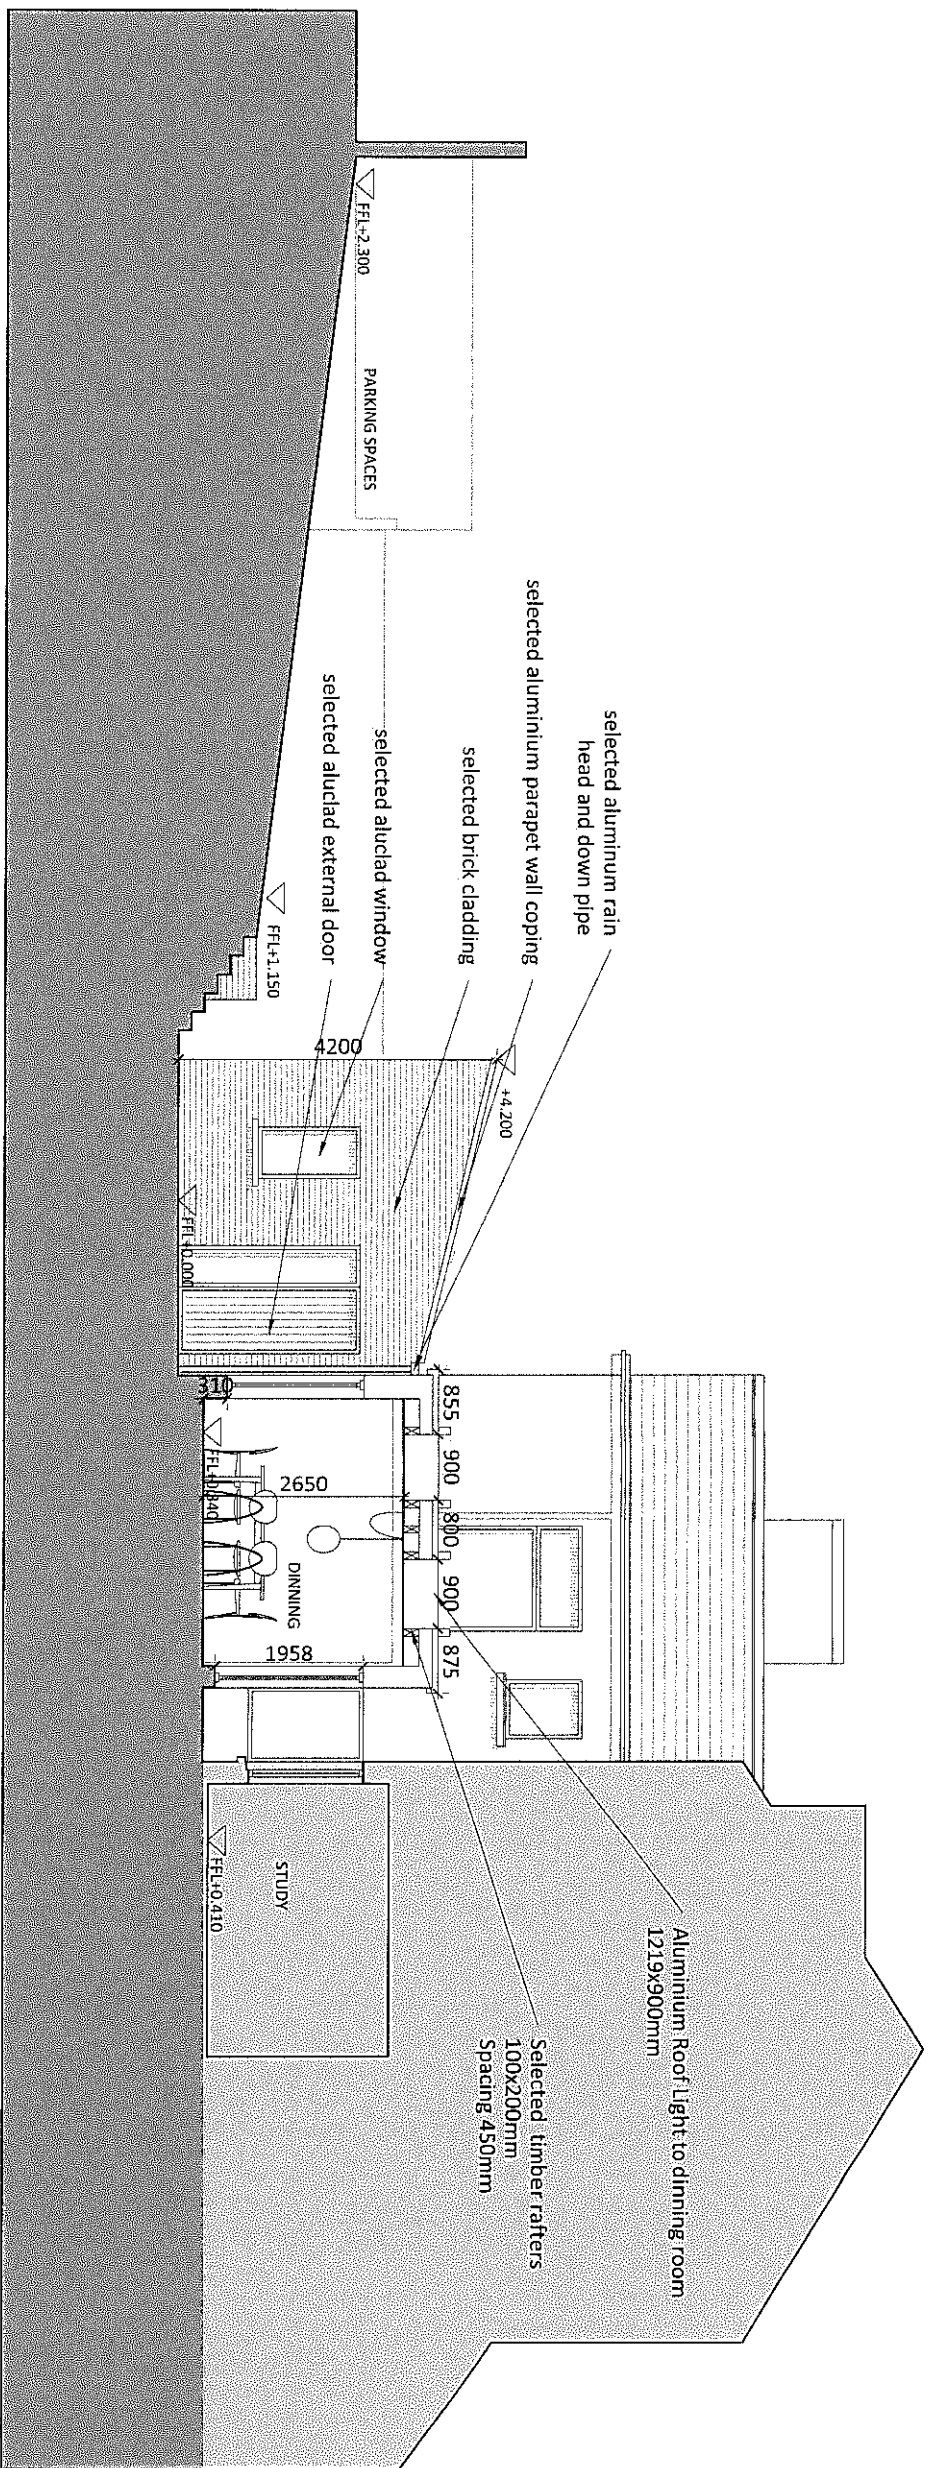 selected aluminum rain
head and down pipe
selected aluminium parapet wall coping
selected brick cladding
selected aluclad window
selected aluclad external door
Aluminium Roof Light to dinning room
1219x900mm
Selected timber rafters
100x200mm
Spacing 450mm
FFL+2.300
PARKING SPACES
FFL+1.150
4200
+4.200
FFL+0.000
855
900
800
900
875
310
2650
DINNING
1958
STUDY
FFL+0.410